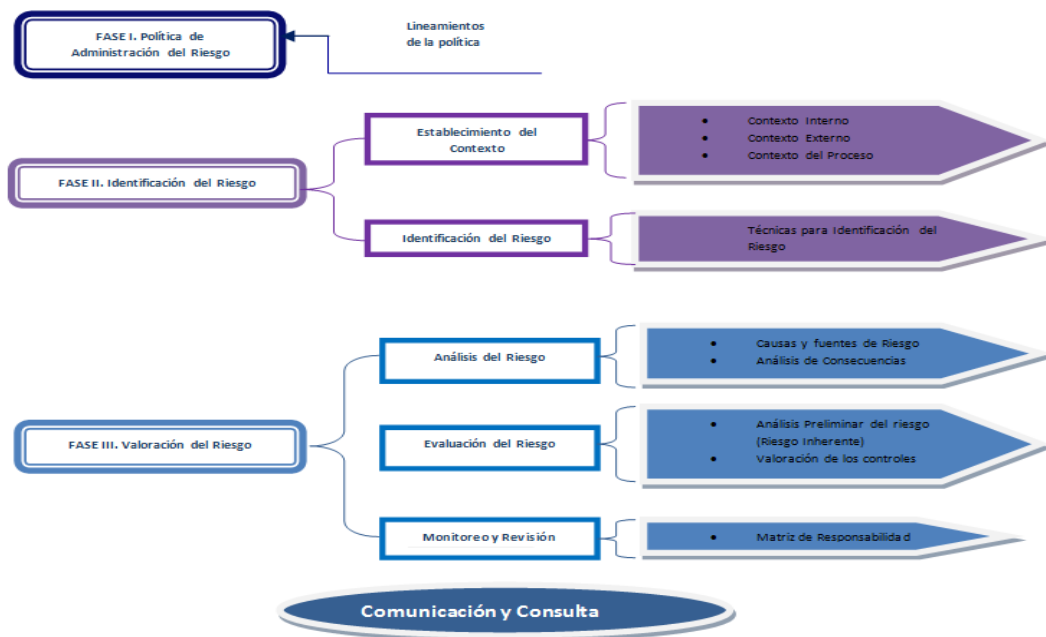 FASE I. Política de
Administración del Riesgo
Lineamientos
de la política
FASE II. Identificación del Riesgo
Establecimiento del
Contexto
• Contexto Interno
• Contexto Externo
• Contexto del Proceso
Identificación del Riesgo
Técnicas para Identificación del
Riesgo
FASE III. Valoración del Riesgo
Análisis del Riesgo
• Causas y fuentes de Riesgo
• Análisis de Consecuencias
Evaluación del Riesgo
• Análisis Preliminar del riesgo
(Riesgo Inherente)
• Valoración de los controles
Monitoreo y Revisión
• Matriz de Responsabilidad
Comunicación y Consulta